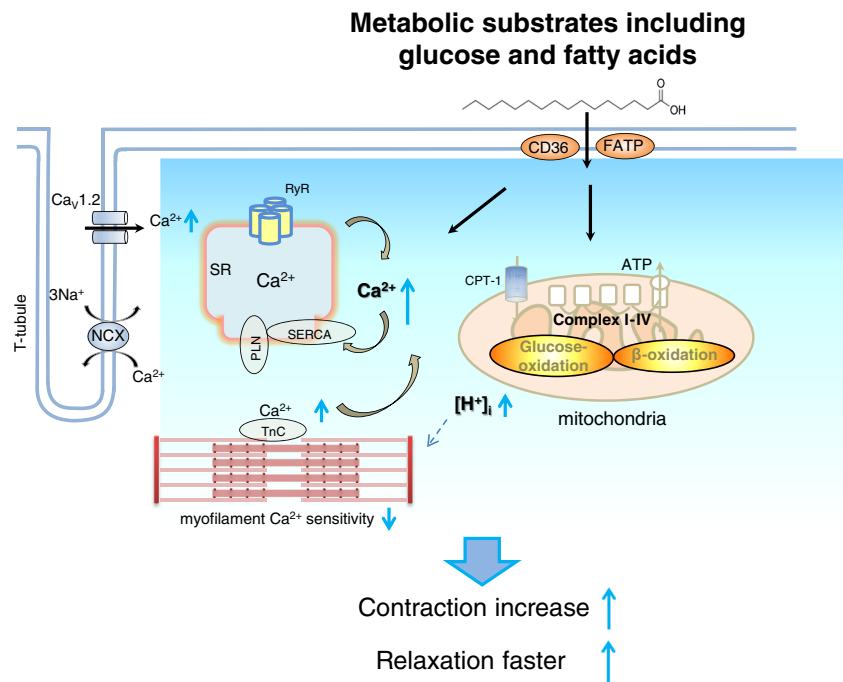 Metabolic substrates including
glucose and fatty acids
O
OH
CD36
FATP
CaV1.2
Ca2+
RyR
SR
Ca2+
Ca2+
CPT-1
ATP
Complex I-IV
Glucose-
oxidation
β-oxidation
mitochondria
T-tubule
3Na+
NCX
Ca2+
PLN
SERCA
[H+]i
Ca2+
TnC
myofilament Ca2+ sensitivity
Contraction increase
Relaxation faster